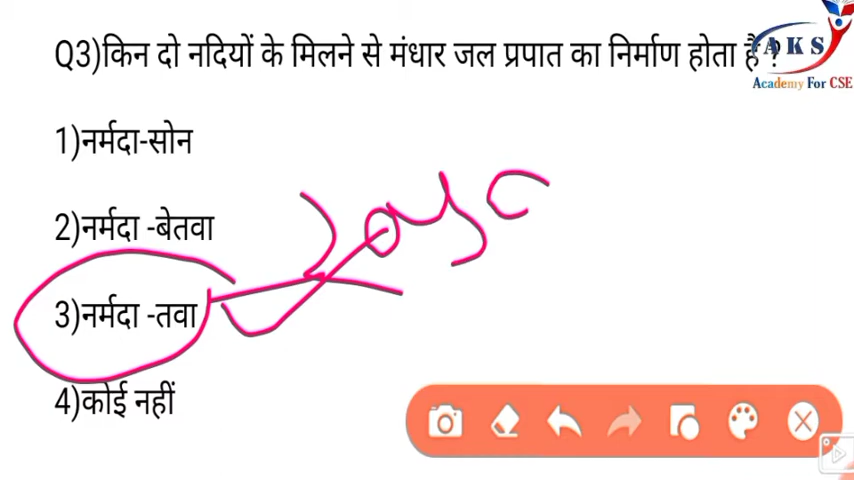 Q3)किन दो नदियों के मिलने से मंधार जल प्रपात का निर्माण होता है ?
AKS
Academy For CSE
1)नर्मदा-सोन
2)नर्मदा -बेतवा
3)नर्मदा -तवा
4)कोई नहीं